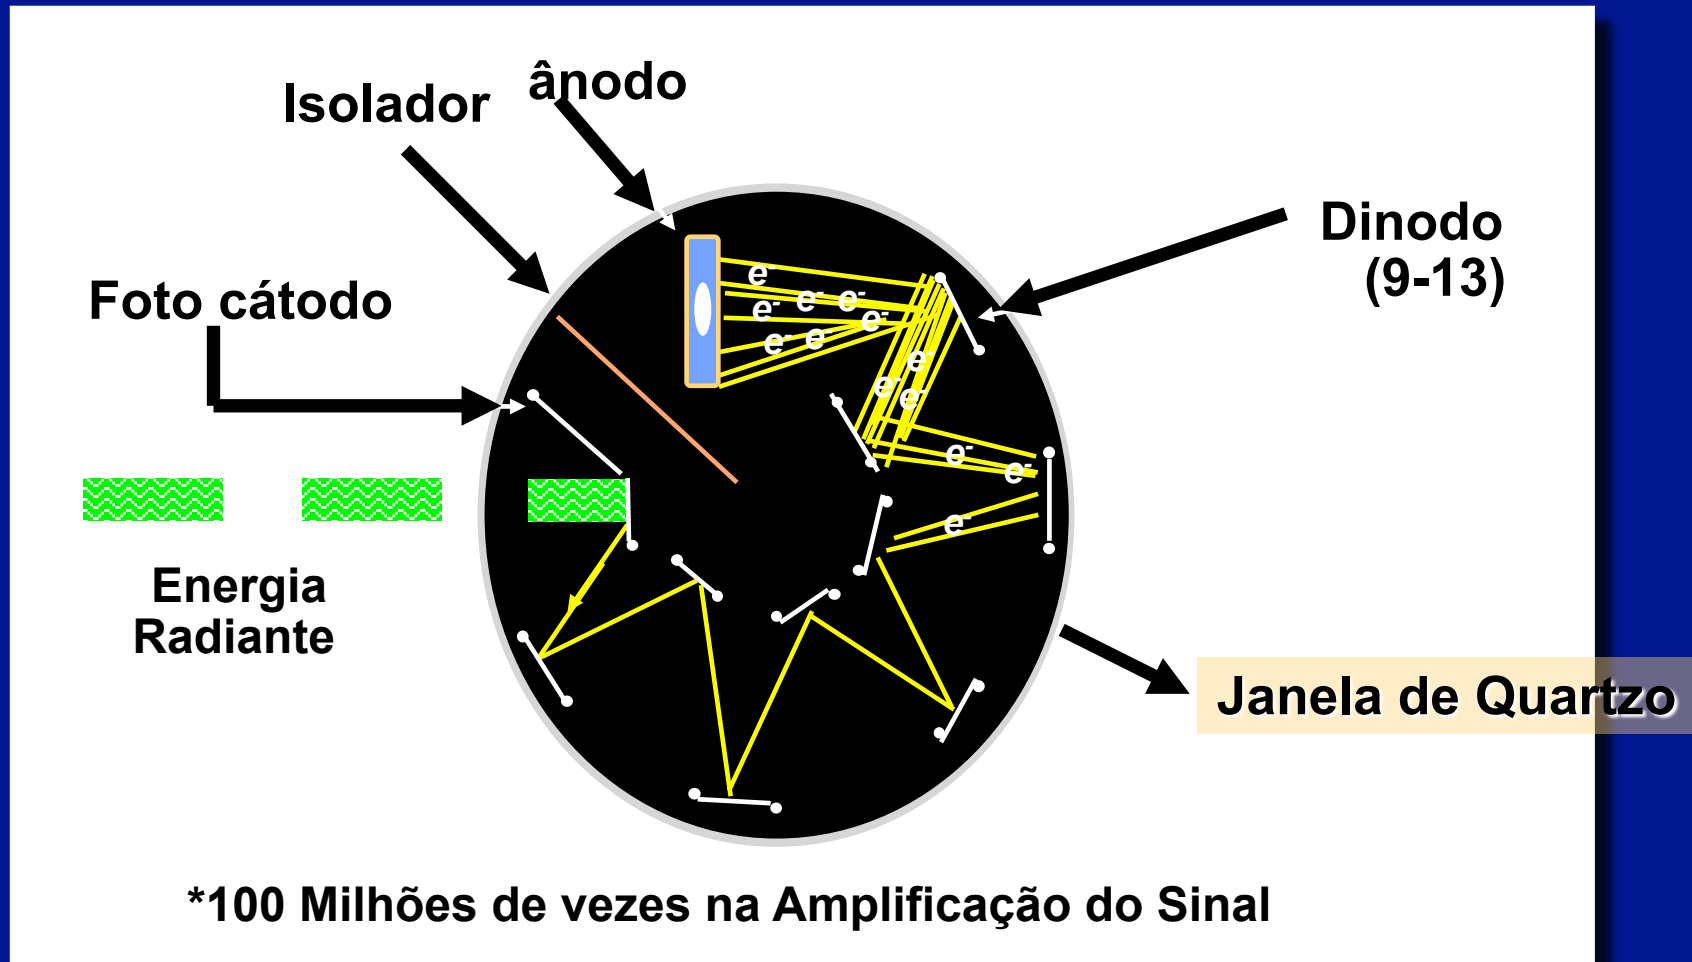 ânodo
Isolador
Dinodo
(9-13)
Foto cátodo
e-
e-
e-
e-
e-
e-
e-
e-
e-
e-
e-
e-
e-
Energia
Radiante
Janela de Quartzo
*100 Milhões de vezes na Amplificação do Sinal